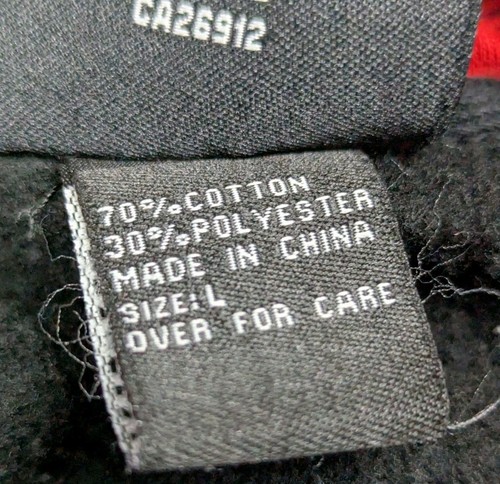 CA26912
70%COTTON
30%POLYESTER
MADE IN CHINA
SIZE:L
OVER FOR CARE